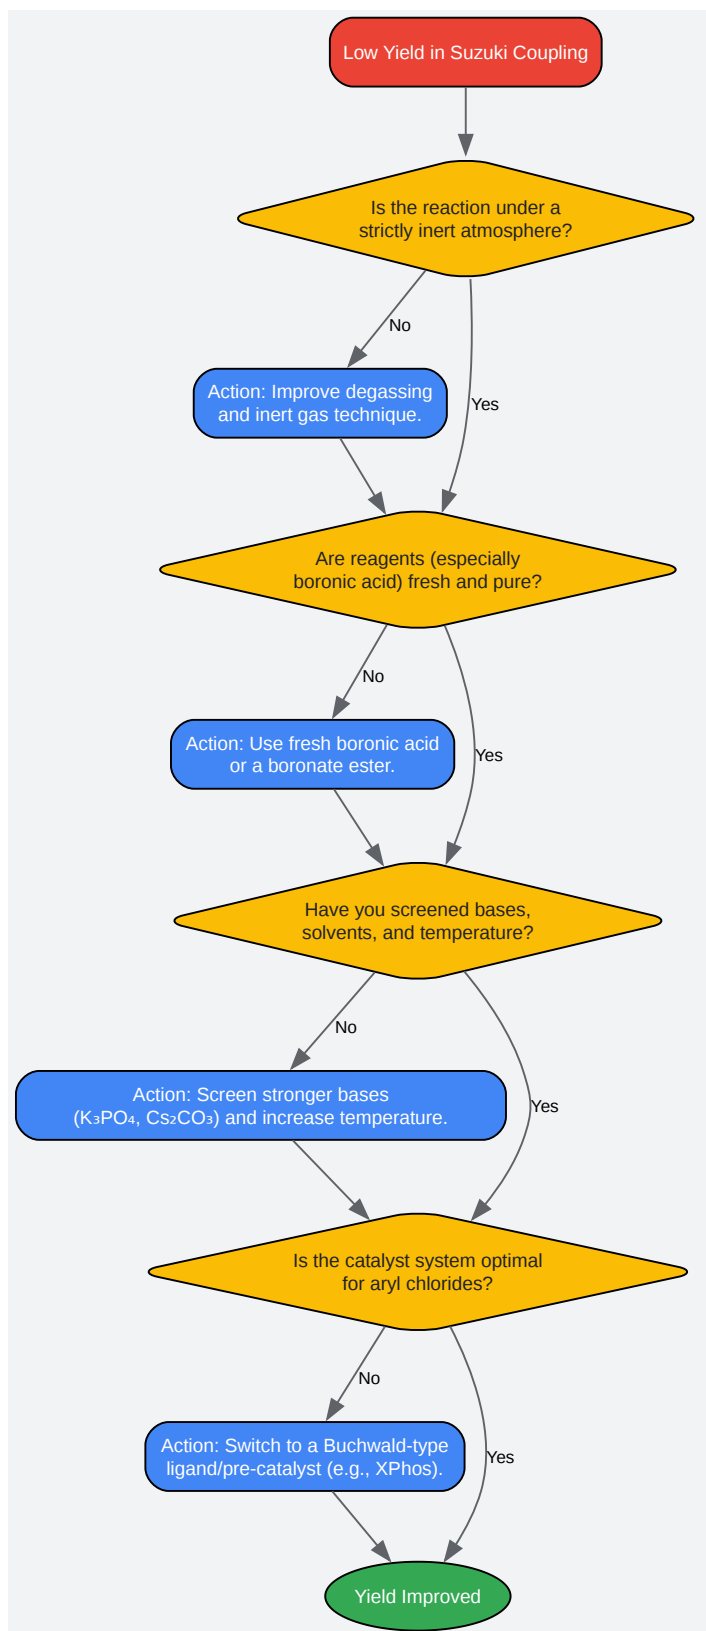 Low Yield in Suzuki Coupling
Is the reaction under a
strictly inert atmosphere?
No
Action: Improve degassing
and inert gas technique.
Yes
Are reagents (especially
boronic acid) fresh and pure?
No
Action: Use fresh boronic acid
or a boronate ester.
Yes
Have you screened bases,
solvents, and temperature?
No
Action: Screen stronger bases
(K₃PO₄, Cs₂CO₃) and increase temperature.
Yes
Is the catalyst system optimal
for aryl chlorides?
No
Action: Switch to a Buchwald-type
ligand/pre-catalyst (e.g., XPhos).
Yes
Yield Improved